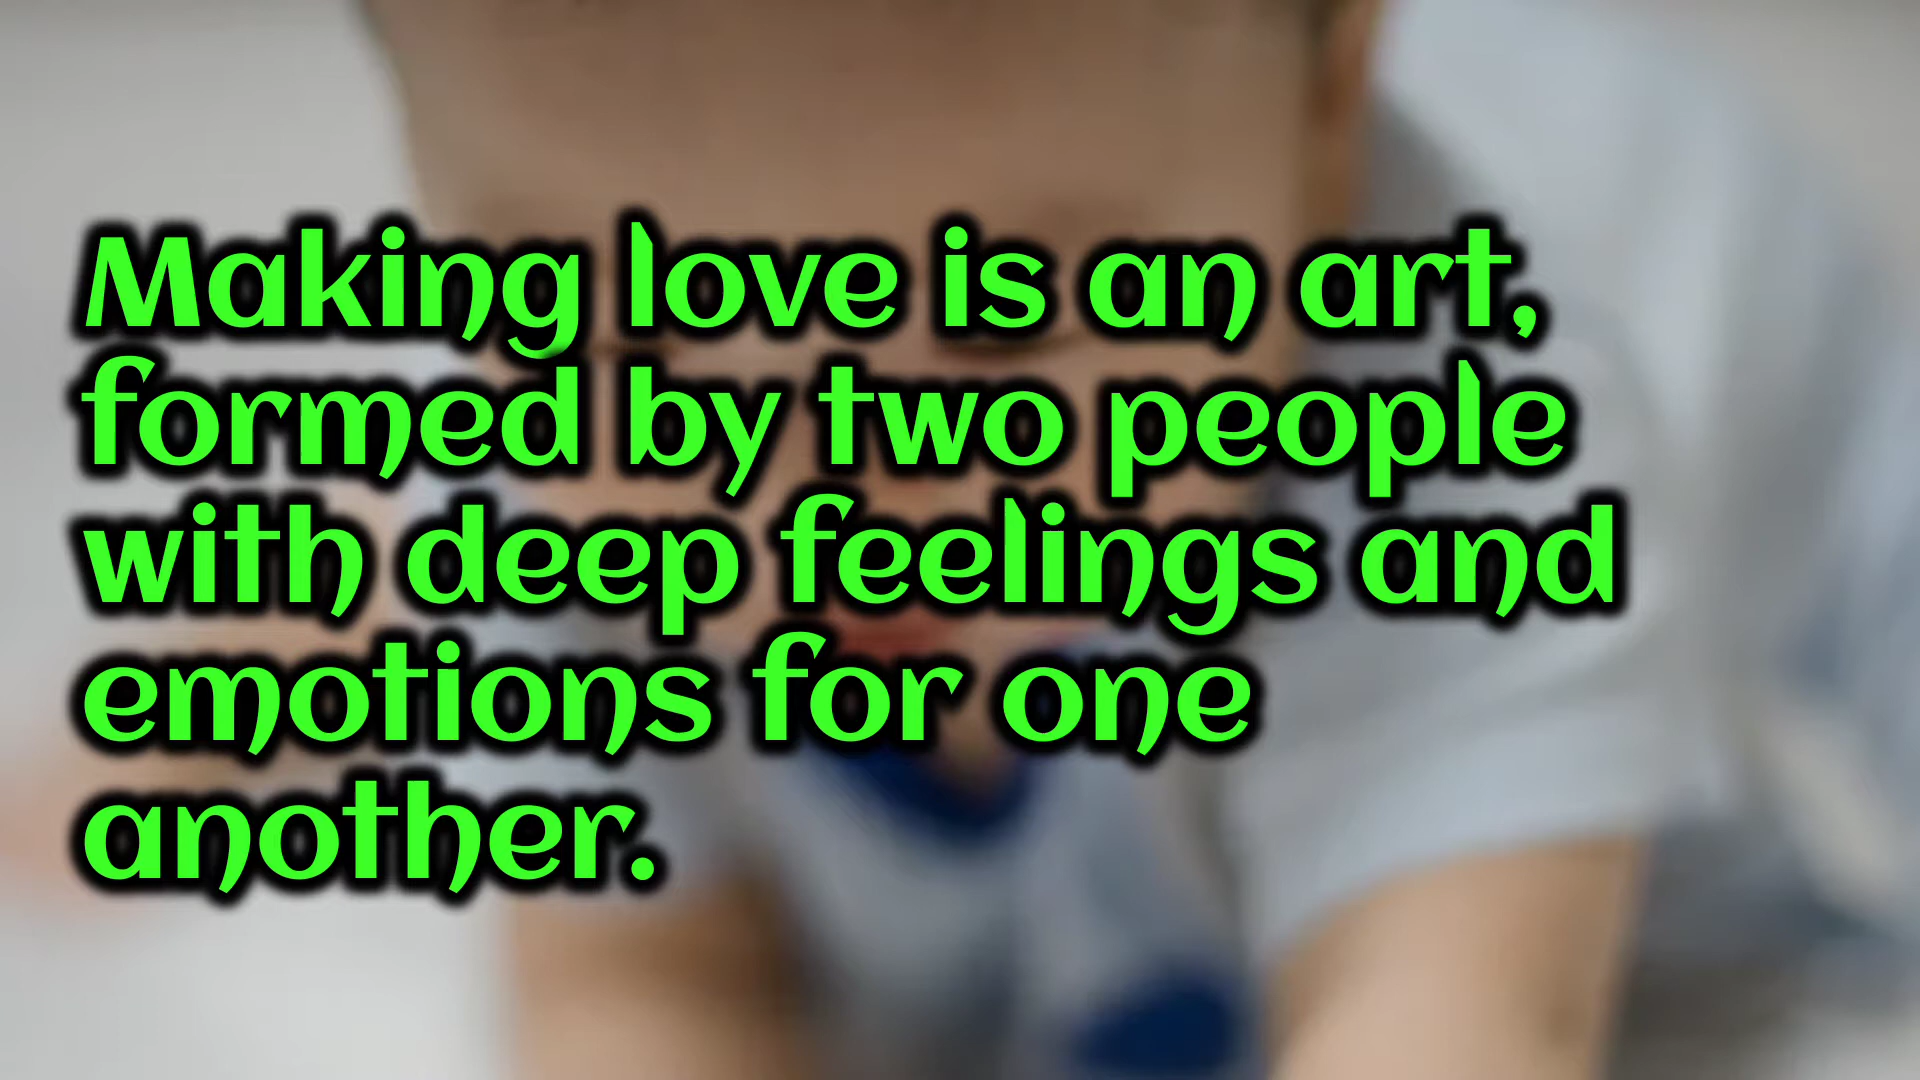 Making love is an art,
formed by two people
with deep feelings and
emotions for one
another.